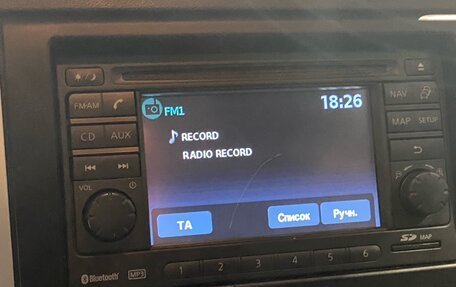 FM1 18:26
FM·AM NAV
RECORD
CD AUX MAP SETUP
RADIO RECORD
VOL
TA Список Ручн.
SD MAP
Bluetooth MP3 1 2 3 4 5 6